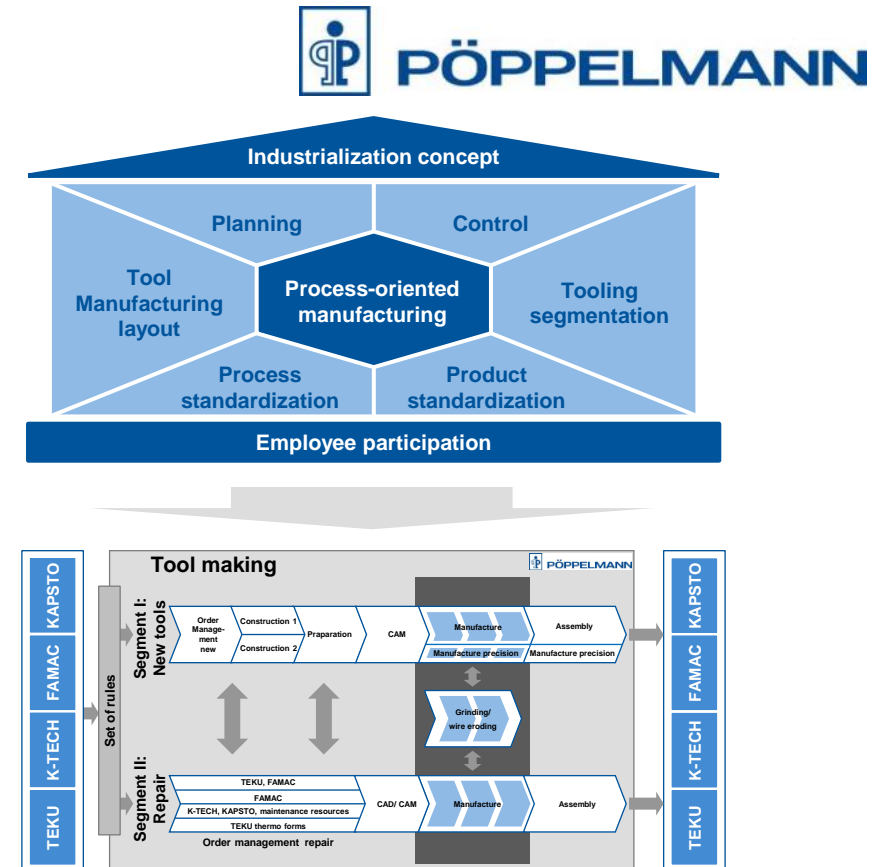 PÖPPELMANN
Industrialization concept
Planning
Control
Tool
Manufacturing
layout
Process-oriented
manufacturing
Tooling
segmentation
Process
standardization
Product
standardization
Employee participation
KAPSTO
FAMAC
K-TECH
TEKU
Set of rules
Tool making
PÖPPELMANN
Segment I:
New tools
Order
Manage-
ment
new
Construction 1
Construction 2
Praparation
CAM
Manufacture
Manufacture precision
Assembly
Manufacture precision
Grinding/
wire eroding
Segment II:
Repair
TEKU, FAMAC
FAMAC
K-TECH, KAPSTO, maintenance resources
TEKU thermo forms
Order management repair
CAD/ CAM
Manufacture
Assembly
KAPSTO
FAMAC
K-TECH
TEKU